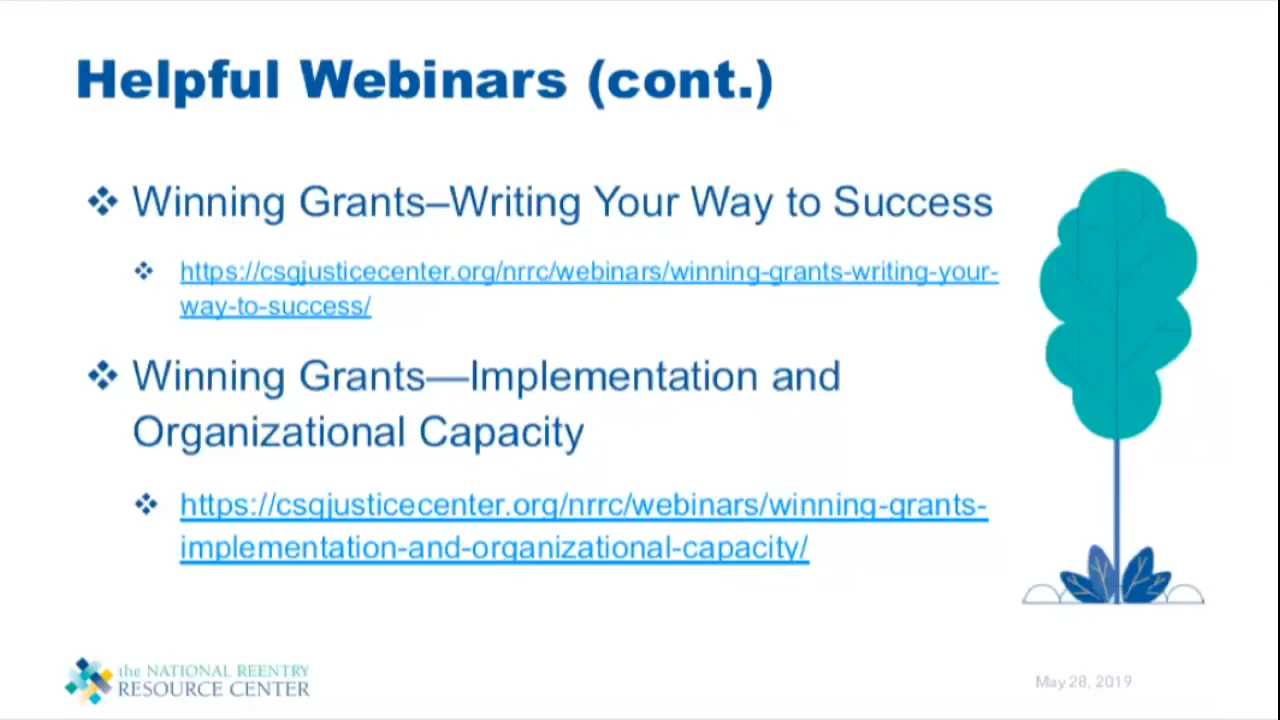 Helpful Webinars (cont.)
❖ Winning Grants–Writing Your Way to Success
❖ https://csgjusticecenter.org/nrrc/webinars/winning-grants-writing-your-
way-to-success/
❖ Winning Grants—Implementation and
Organizational Capacity
❖ https://csgjusticecenter.org/nrrc/webinars/winning-grants-
implementation-and-organizational-capacity/
the NATIONAL REENTRY
RESOURCE CENTER
May 28, 2019